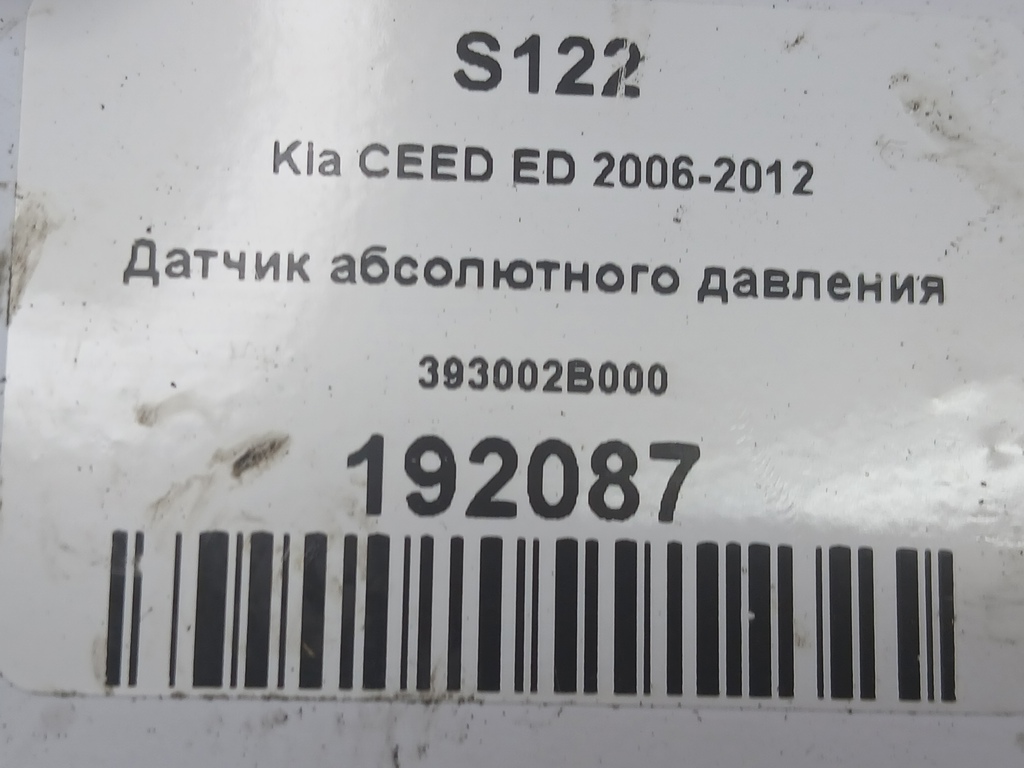 S122
Kia CEED ED 2006-2012
Датчик абсолютного давления
393002B000
192087